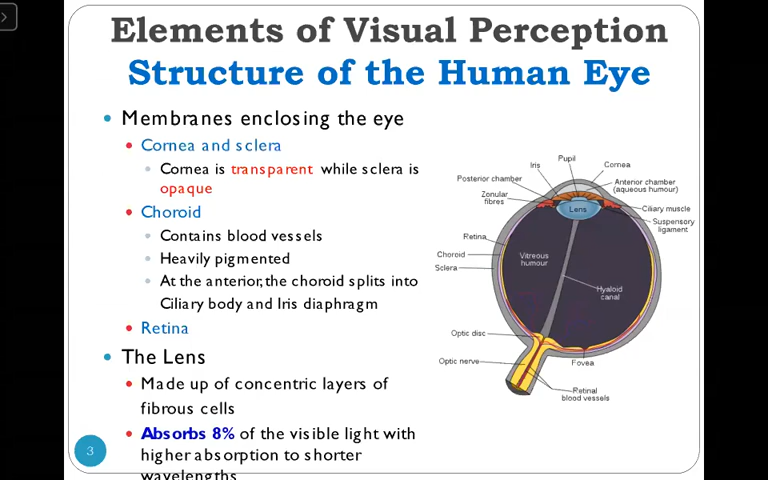 Elements of Visual Perception
Structure of the Human Eye
Membranes enclosing the eye
Cornea and sclera
Cornea is transparent while sclera is
opaque
Choroid
Contains blood vessels
Heavily pigmented
At the anterior, the choroid splits into
Ciliary body and Iris diaphragm
Retina
The Lens
Made up of concentric layers of
fibrous cells
Absorbs 8% of the visible light with
higher absorption to shorter
wavelengths
3
Pupil
Iris
Cornea
Posterior chamber
Anterior chamber
(aqueous humour)
Zonular
fibres
Lens
Ciliary muscle
Suspensory
ligament
Retina
Choroid
Sclera
Vitreous
humour
Hyaloid
canal
Optic disc
Optic nerve
Fovea
Retinal
blood vessels